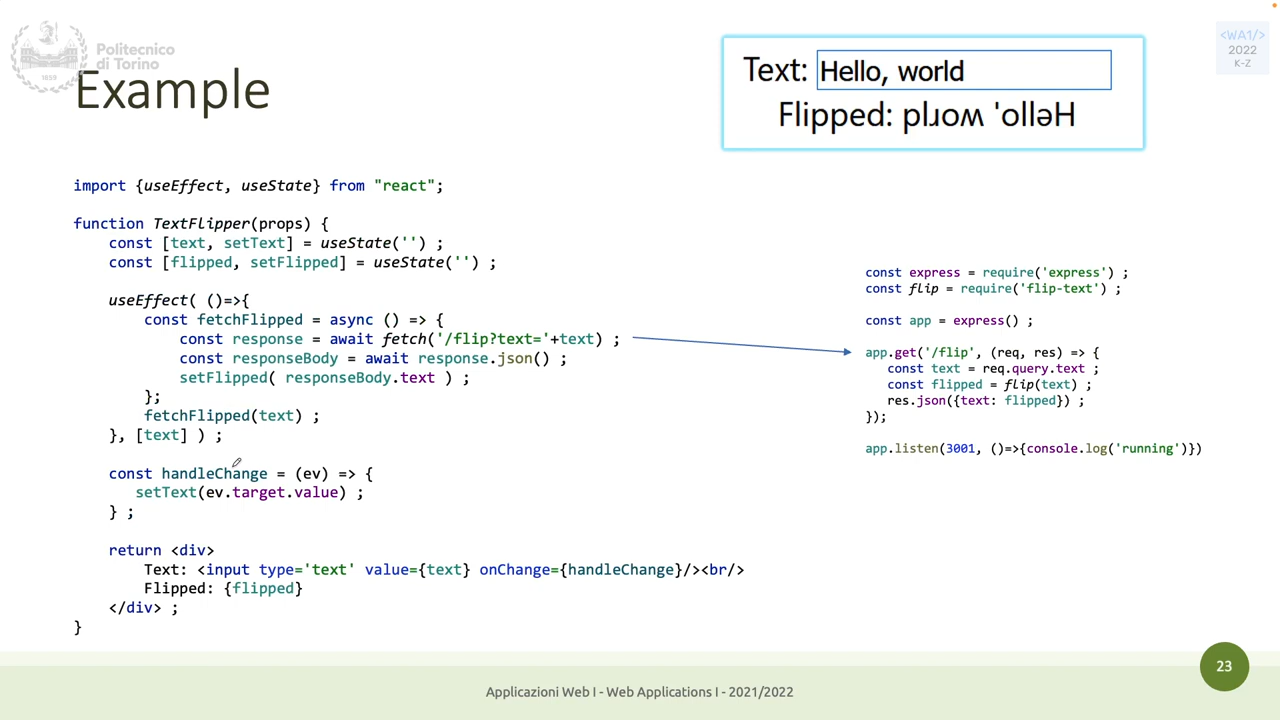 Politecnico
di Torino
1859
<WA1/>
2022
K-Z
Example
Text: Hello, world
Flipped: plɹoʍ 'ollǝH
import {useEffect, useState} from "react";
function TextFlipper(props) {
const [text, setText] = useState('') ;
const [flipped, setFlipped] = useState('') ;
useEffect( ()=>{
const fetchFlipped = async () => {
const response = await fetch('/flip?text='+text) ;
const responseBody = await response.json() ;
setFlipped( responseBody.text ) ;
};
fetchFlipped(text) ;
}, [text] ) ;
const handleChange = (ev) => {
setText(ev.target.value) ;
} ;
return <div>
Text: <input type='text' value={text} onChange={handleChange}/><br/>
Flipped: {flipped}
</div> ;
}
const express = require('express') ;
const flip = require('flip-text') ;
const app = express() ;
app.get('/flip', (req, res) => {
const text = req.query.text ;
const flipped = flip(text) ;
res.json({text: flipped}) ;
});
app.listen(3001, ()=>{console.log('running')})
23
Applicazioni Web I - Web Applications I - 2021/2022